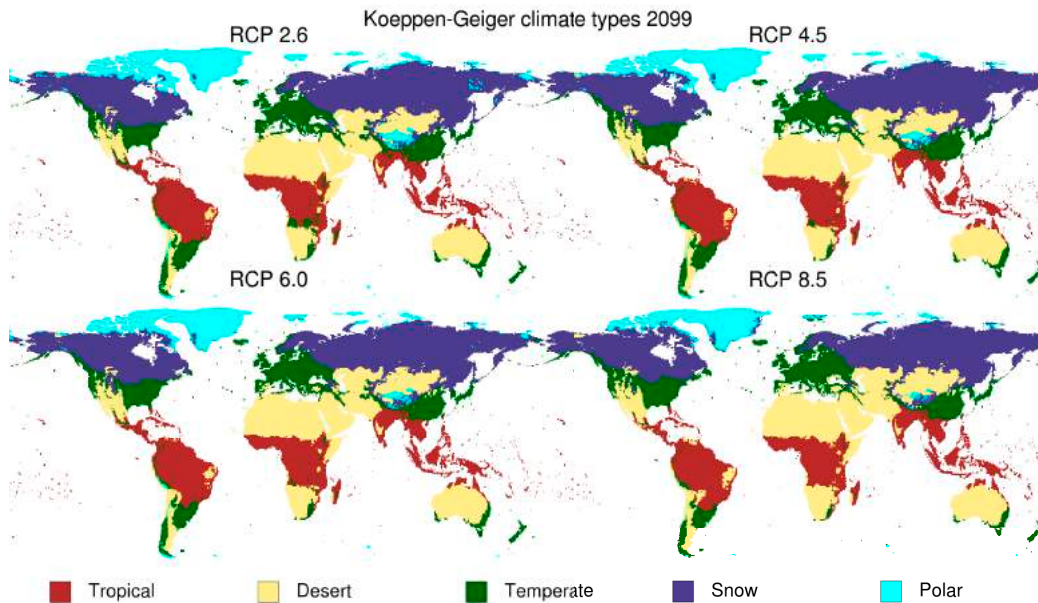 Koeppen-Geiger climate types 2099
RCP 2.6
RCP 4.5
RCP 6.0
RCP 8.5
Tropical
Desert
Temperate
Snow
Polar